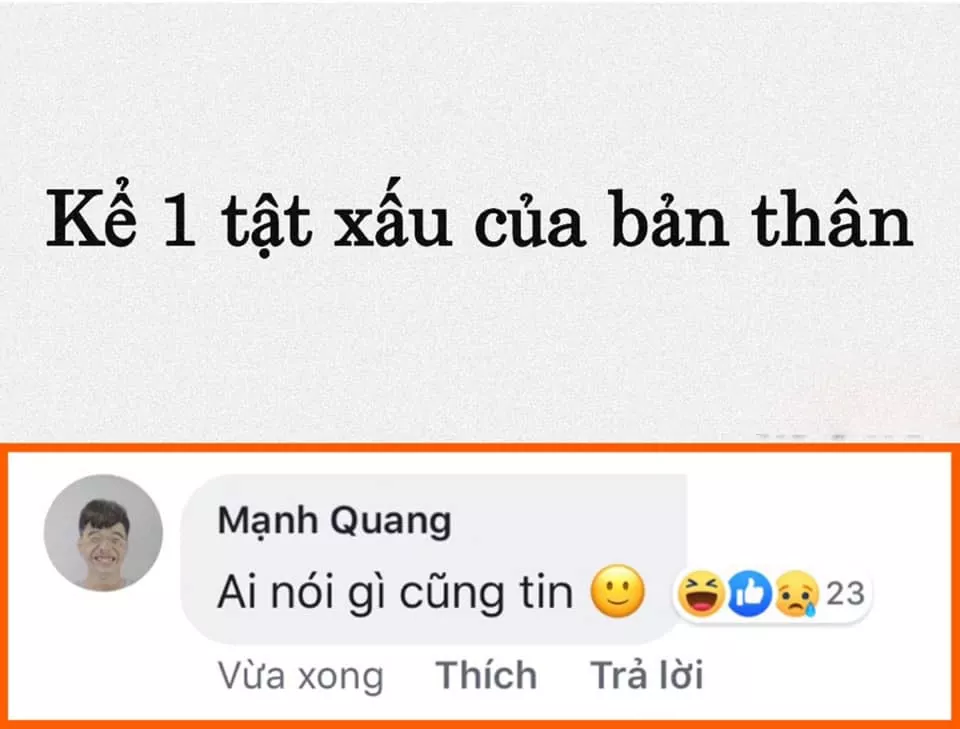 Kể 1 tật xấu của bản thân
Mạnh Quang
Ai nói gì cũng tin 🙂 23
Vừa xong Thích Trả lời